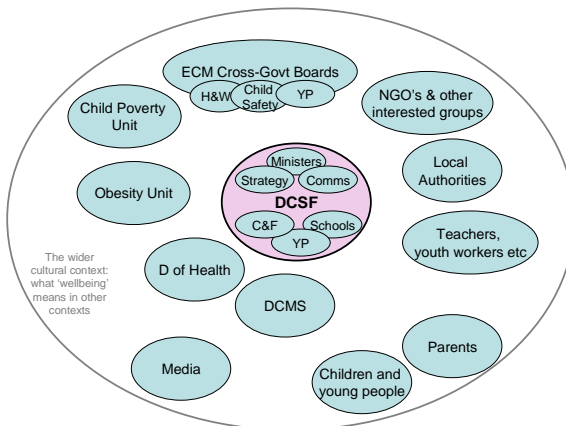 ECM Cross-Govt Boards
H&W
Child
Safety
YP
Child Poverty
Unit
NGO's & other
interested groups
Ministers
Strategy
Comms
DCSF
C&F
Schools
YP
Local
Authorities
Obesity Unit
Teachers,
youth workers etc
The wider
cultural context:
what 'wellbeing'
means in other
contexts
D of Health
DCMS
Media
Parents
Children and
young people